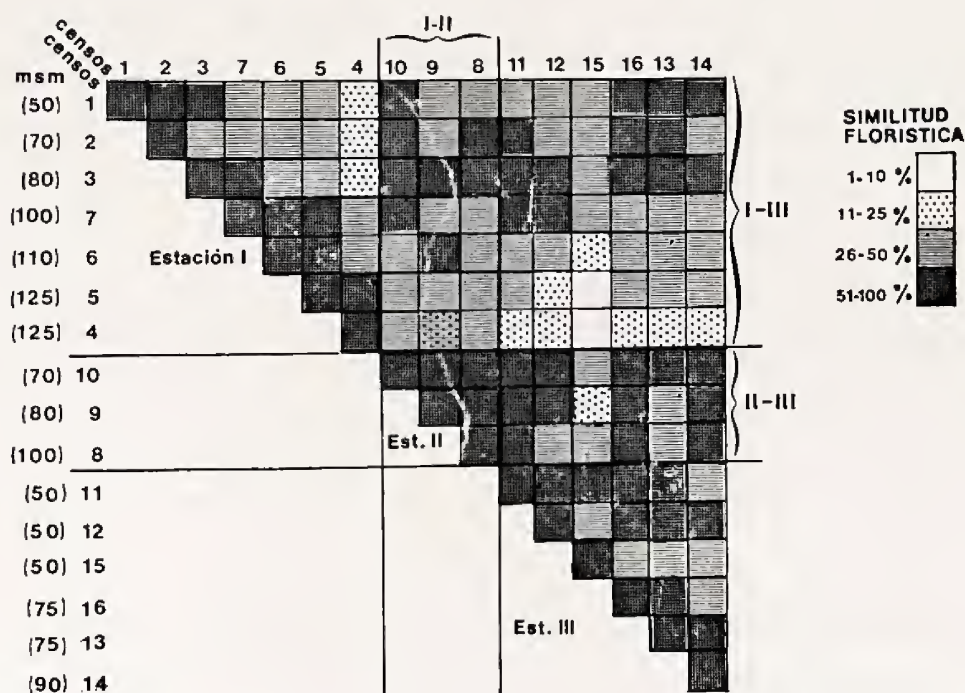 I-II
censos
censos
1 2 3 7 6 5 4 10 9 8 11 12 15 16 13 14
msm
(50) 1
(70) 2
(80) 3
(100) 7
(110) 6 Estación I
(125) 5
(125) 4
I-III
(70) 10
(80) 9
(100) 8 Est. II
II-III
(50) 11
(50) 12
(50) 15
(75) 16
(75) 13 Est. III
(90) 14
SIMILITUD
FLORISTICA
1-10 %
11-25 %
26-50 %
51-100 %